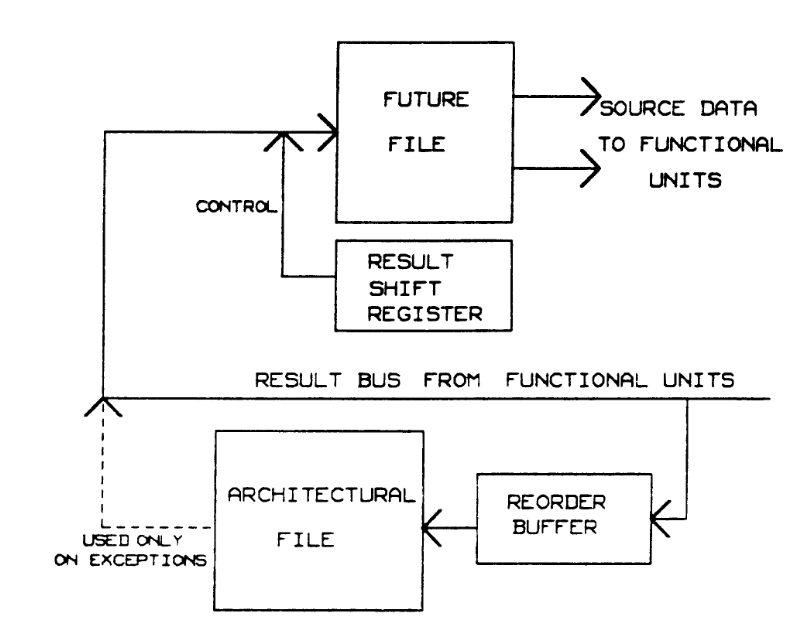 FUTURE
FILE
SOURCE DATA
TO FUNCTIONAL
UNITS
CONTROL
RESULT
SHIFT
REGISTER
RESULT BUS FROM FUNCTIONAL UNITS
ARCHITECTURAL
FILE
REORDER
BUFFER
USED ONLY
ON EXCEPTIONS